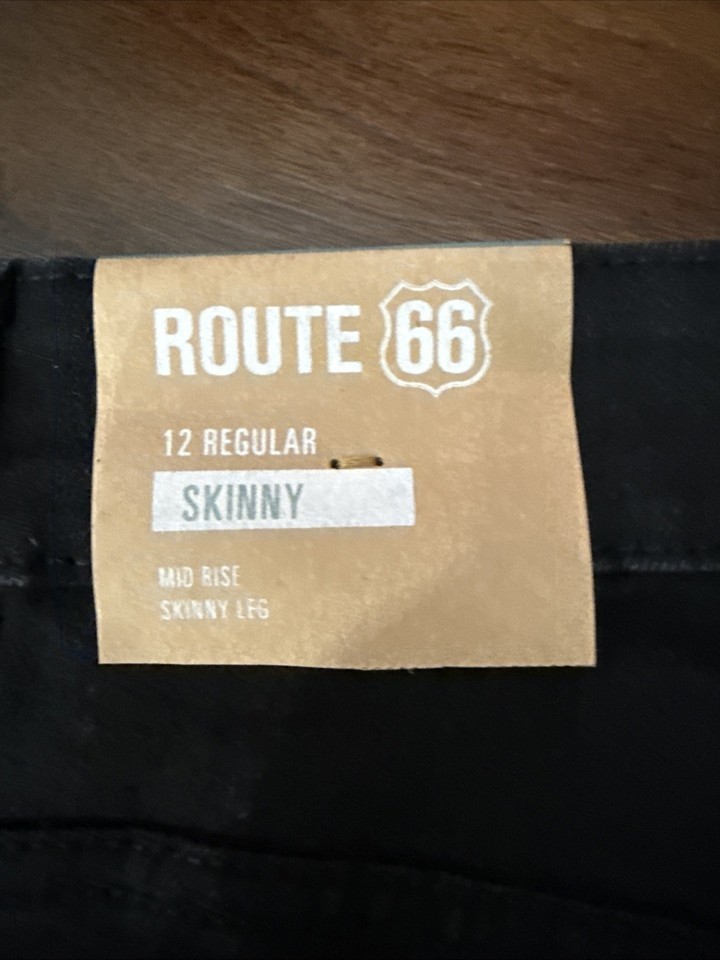 ROUTE 66
12 REGULAR
SKINNY
MID RISE
SKINNY LEG